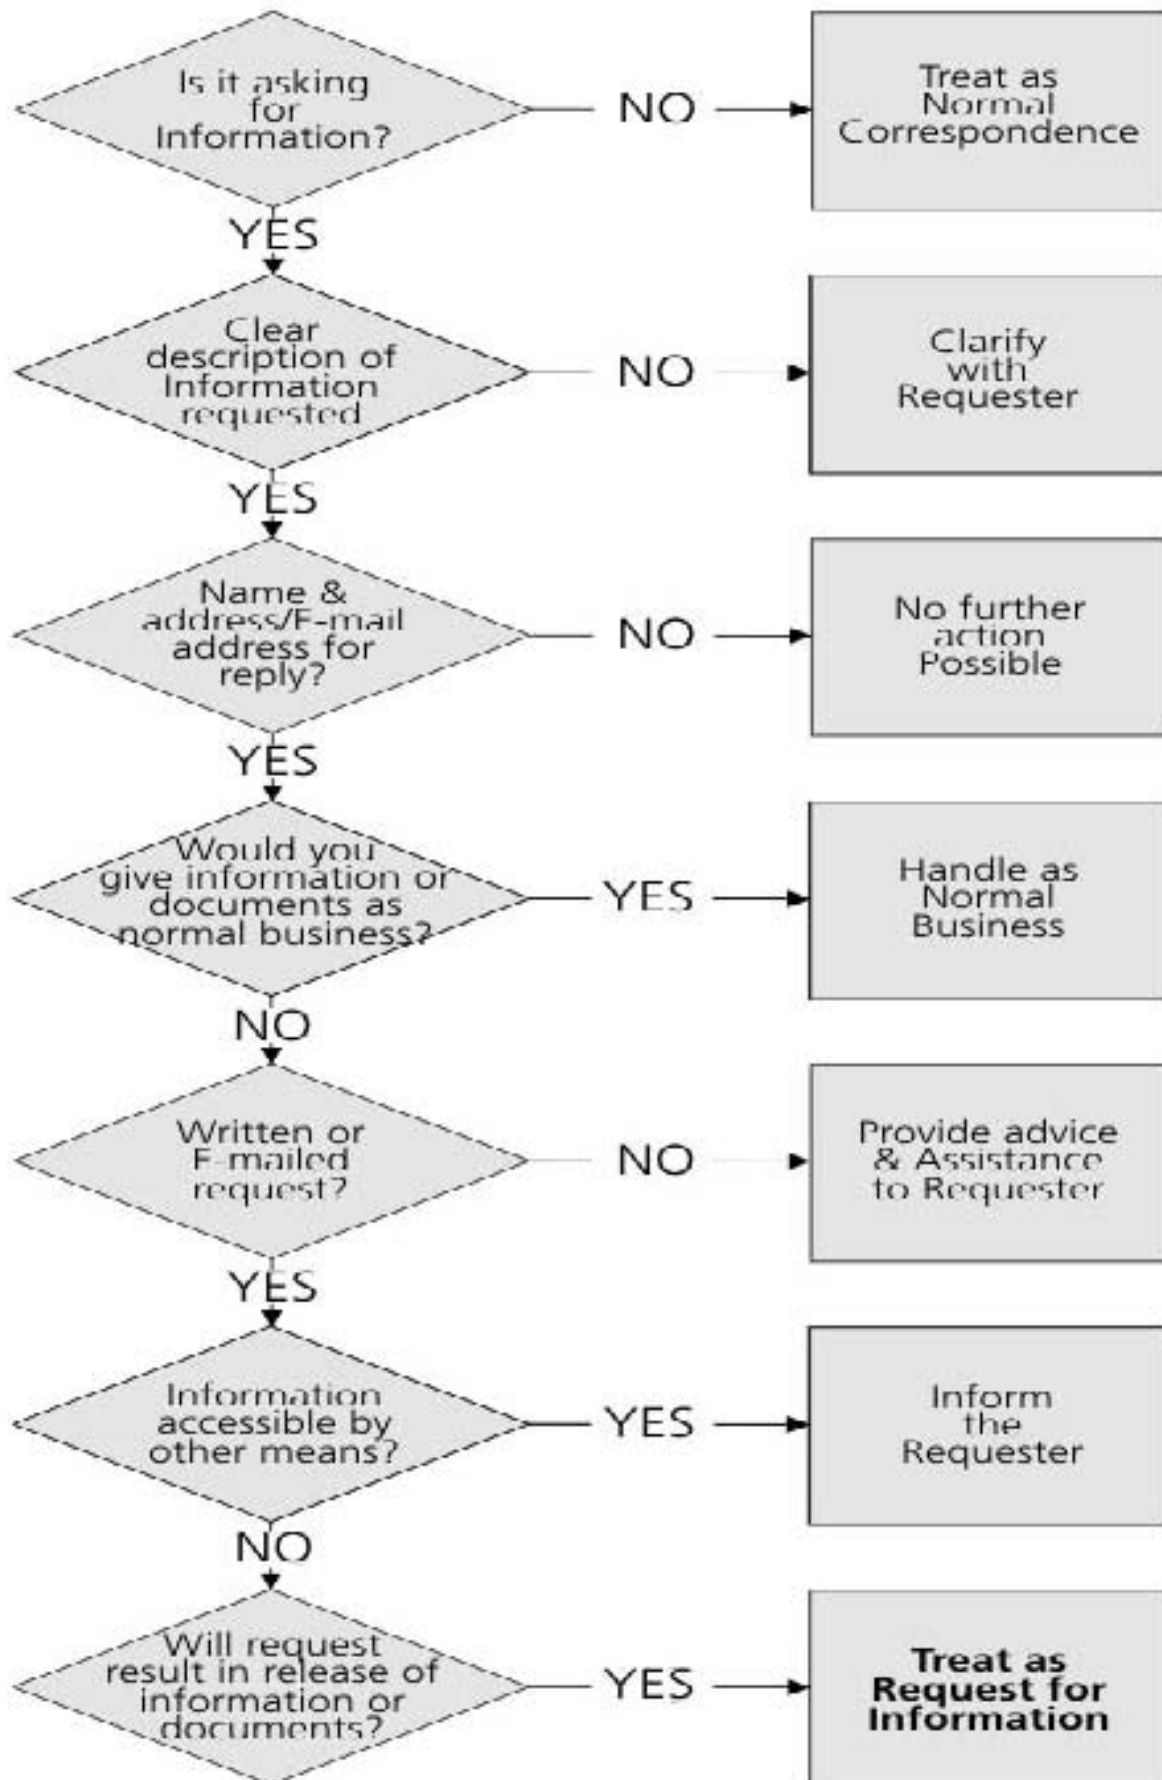 Is it asking
for
Information?
NO
Treat as
Normal
Correspondence
YES
Clear
description of
Information
requested
NO
Clarify
with
Requester
YES
Name &
address/E-mail
address for
reply?
NO
No further
action
Possible
YES
Would you
give information or
documents as
normal business?
YES
Handle as
Normal
Business
NO
Written or
E-mailed
request?
NO
Provide advice
& Assistance
to Requester
YES
Information
accessible by
other means?
YES
Inform
the
Requester
NO
Will request
result in release of
information or
documents?
YES
Treat as
Request for
Information